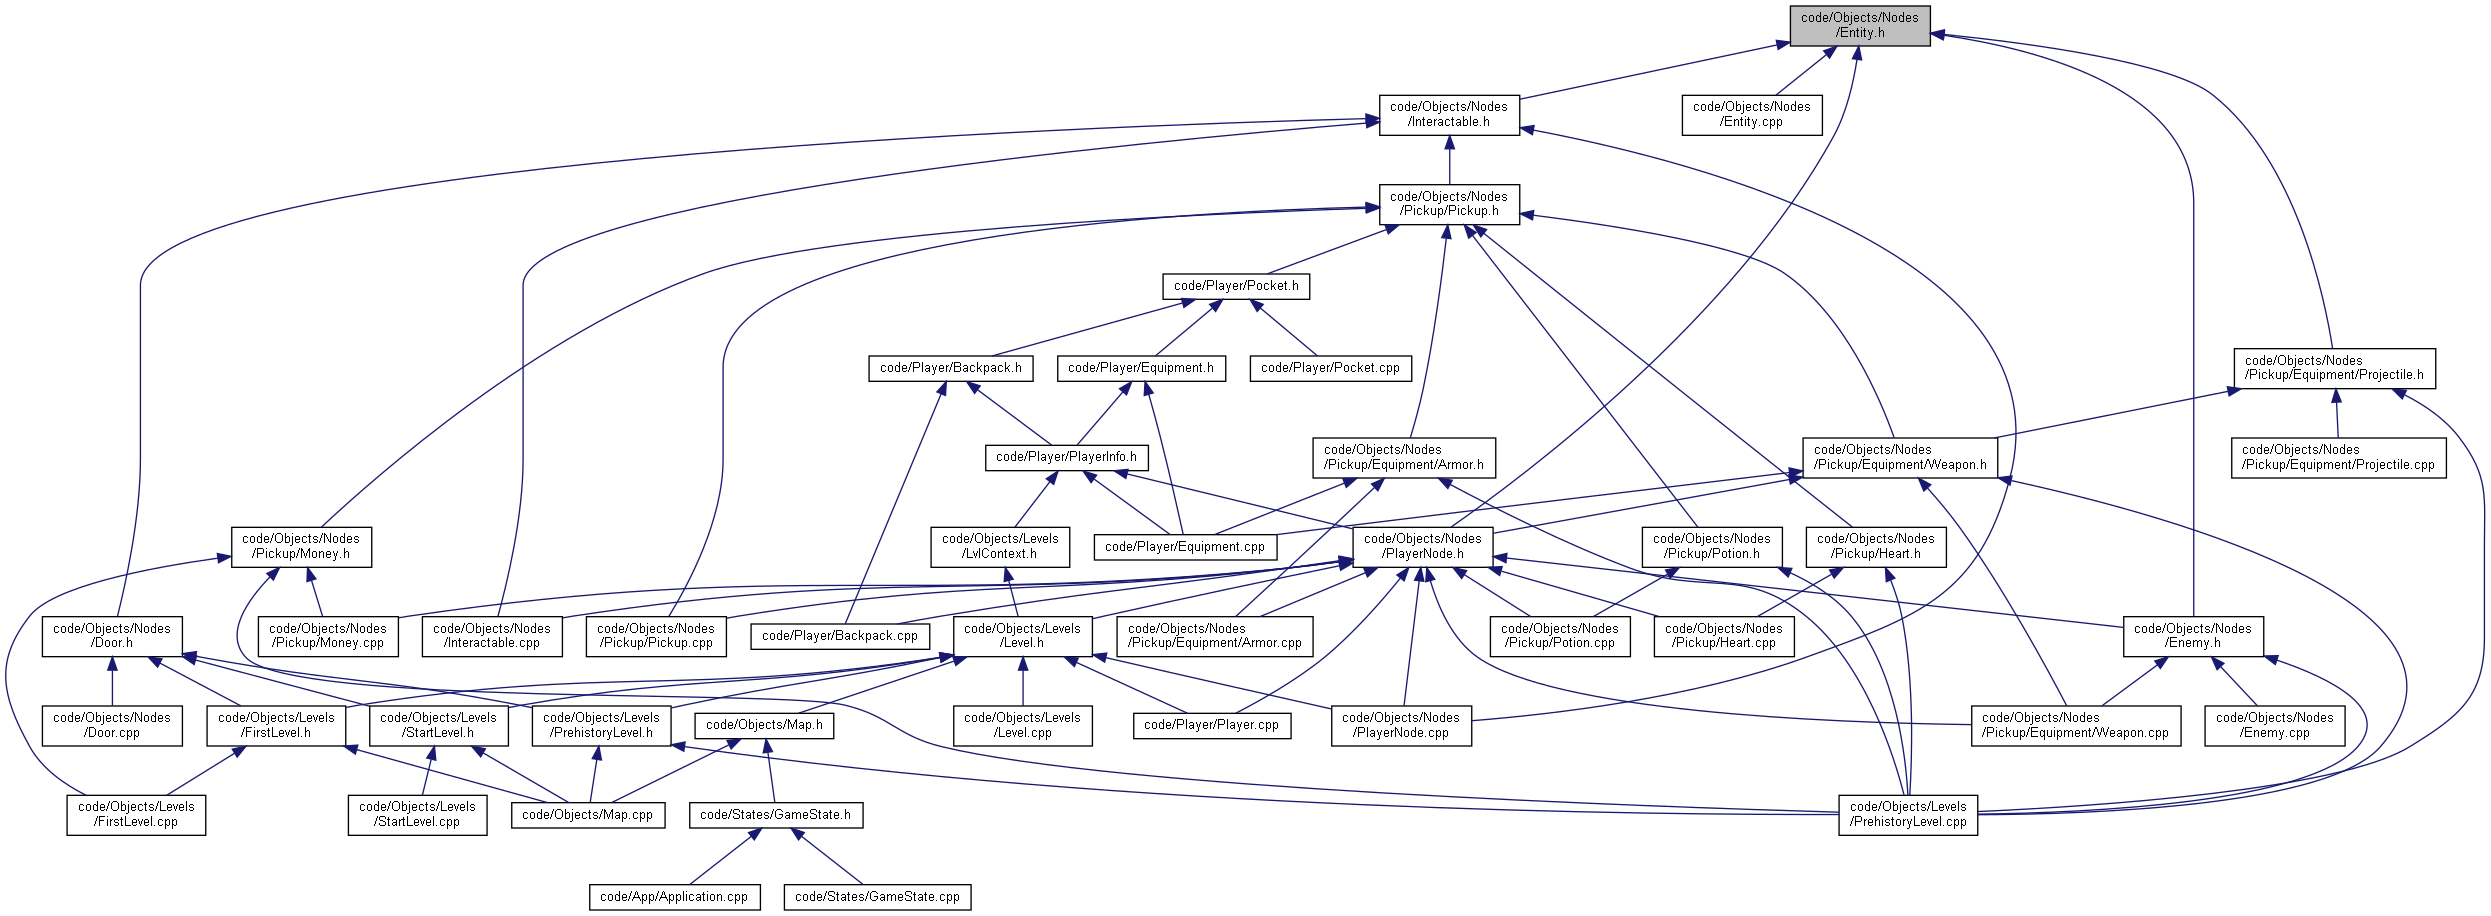 code/Objects/Nodes
/Entity.h
code/Objects/Nodes
/Interactable.h
code/Objects/Nodes
/Entity.cpp
code/Objects/Nodes
/Pickup/Pickup.h
code/Player/Pocket.h
code/Player/Backpack.h
code/Player/Equipment.h
code/Player/Pocket.cpp
code/Objects/Nodes
/Pickup/Equipment/Projectile.h
code/Player/PlayerInfo.h
code/Objects/Nodes
/Pickup/Equipment/Armor.h
code/Objects/Nodes
/Pickup/Equipment/Weapon.h
code/Objects/Nodes
/Pickup/Equipment/Projectile.cpp
code/Objects/Nodes
/Pickup/Money.h
code/Objects/Levels
/LvlContext.h
code/Player/Equipment.cpp
code/Objects/Nodes
/PlayerNode.h
code/Objects/Nodes
/Pickup/Potion.h
code/Objects/Nodes
/Pickup/Heart.h
code/Objects/Nodes
/Door.h
code/Objects/Nodes
/Pickup/Money.cpp
code/Objects/Nodes
/Interactable.cpp
code/Objects/Nodes
/Pickup/Pickup.cpp
code/Player/Backpack.cpp
code/Objects/Levels
/Level.h
code/Objects/Nodes
/Pickup/Equipment/Armor.cpp
code/Objects/Nodes
/Pickup/Potion.cpp
code/Objects/Nodes
/Pickup/Heart.cpp
code/Objects/Nodes
/Enemy.h
code/Objects/Nodes
/Door.cpp
code/Objects/Levels
/FirstLevel.h
code/Objects/Levels
/StartLevel.h
code/Objects/Levels
/PrehistoryLevel.h
code/Objects/Map.h
code/Objects/Levels
/Level.cpp
code/Player/Player.cpp
code/Objects/Nodes
/PlayerNode.cpp
code/Objects/Nodes
/Pickup/Equipment/Weapon.cpp
code/Objects/Nodes
/Enemy.cpp
code/Objects/Levels
/FirstLevel.cpp
code/Objects/Levels
/StartLevel.cpp
code/Objects/Map.cpp
code/States/GameState.h
code/Objects/Levels
/PrehistoryLevel.cpp
code/App/Application.cpp
code/States/GameState.cpp